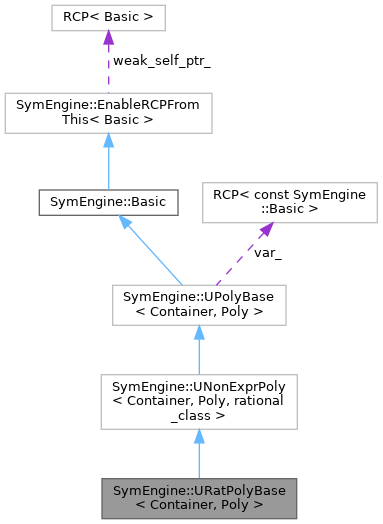 RCP< Basic >
weak_self_ptr_
SymEngine::EnableRCPFrom
This< Basic >
SymEngine::Basic
RCP< const SymEngine
::Basic >
var_
SymEngine::UPolyBase
< Container, Poly >
SymEngine::UNonExprPoly
< Container, Poly, rational
_class >
SymEngine::URatPolyBase
< Container, Poly >